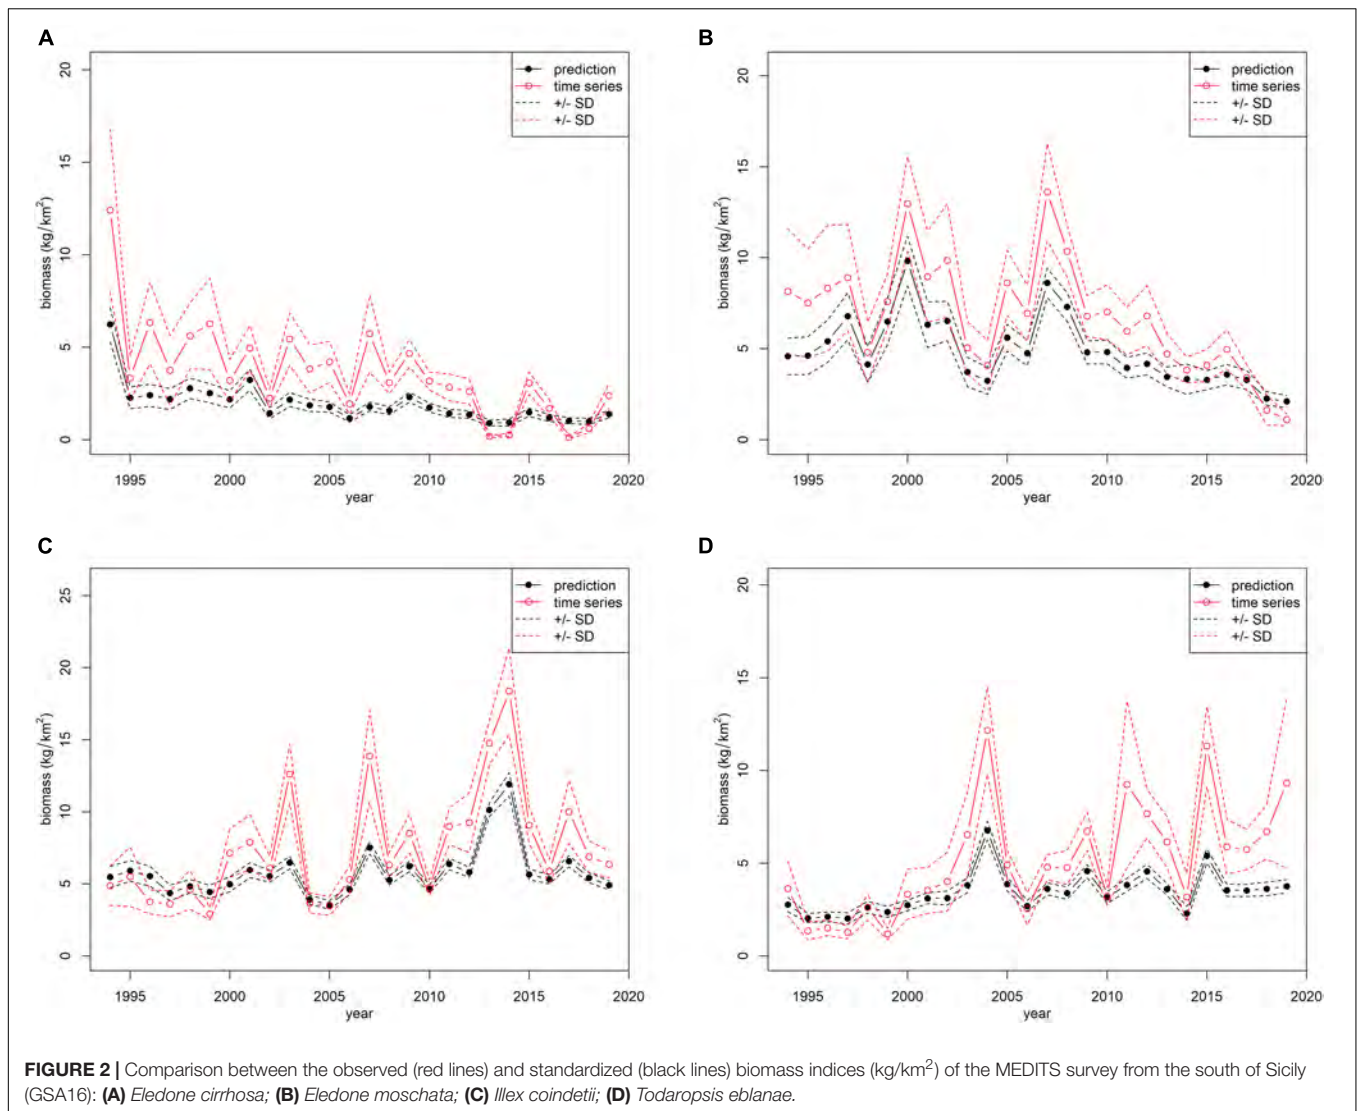 A
20
15
10
5
0
biomass (kg/km²)
prediction
time series
+/- SD
+/- SD
1995 2000 2005 2010 2015 2020
year
B
20
15
10
5
0
biomass (kg/km²)
prediction
time series
+/- SD
+/- SD
1995 2000 2005 2010 2015 2020
year
C
25
20
15
10
5
0
biomass (kg/km²)
prediction
time series
+/- SD
+/- SD
1995 2000 2005 2010 2015 2020
year
D
20
15
10
5
0
biomass (kg/km²)
prediction
time series
+/- SD
+/- SD
1995 2000 2005 2010 2015 2020
year
FIGURE 2 | Comparison between the observed (red lines) and standardized (black lines) biomass indices (kg/km²) of the MEDITS survey from the south of Sicily
(GSA16): (A) Eledone cirrhosa; (B) Eledone moschata; (C) Illex coindetii; (D) Todaropsis eblanae.